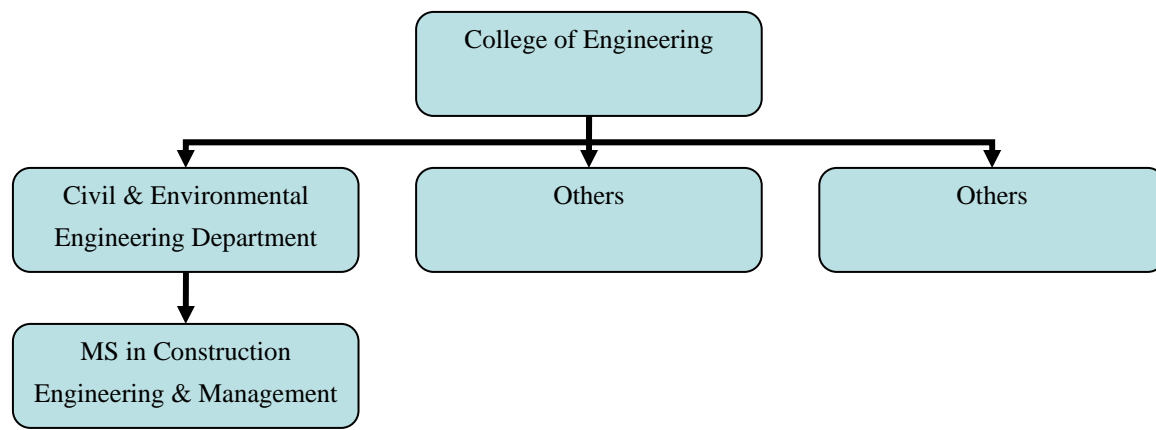 College of Engineering
Civil & Environmental
Engineering Department
Others
Others
MS in Construction
Engineering & Management